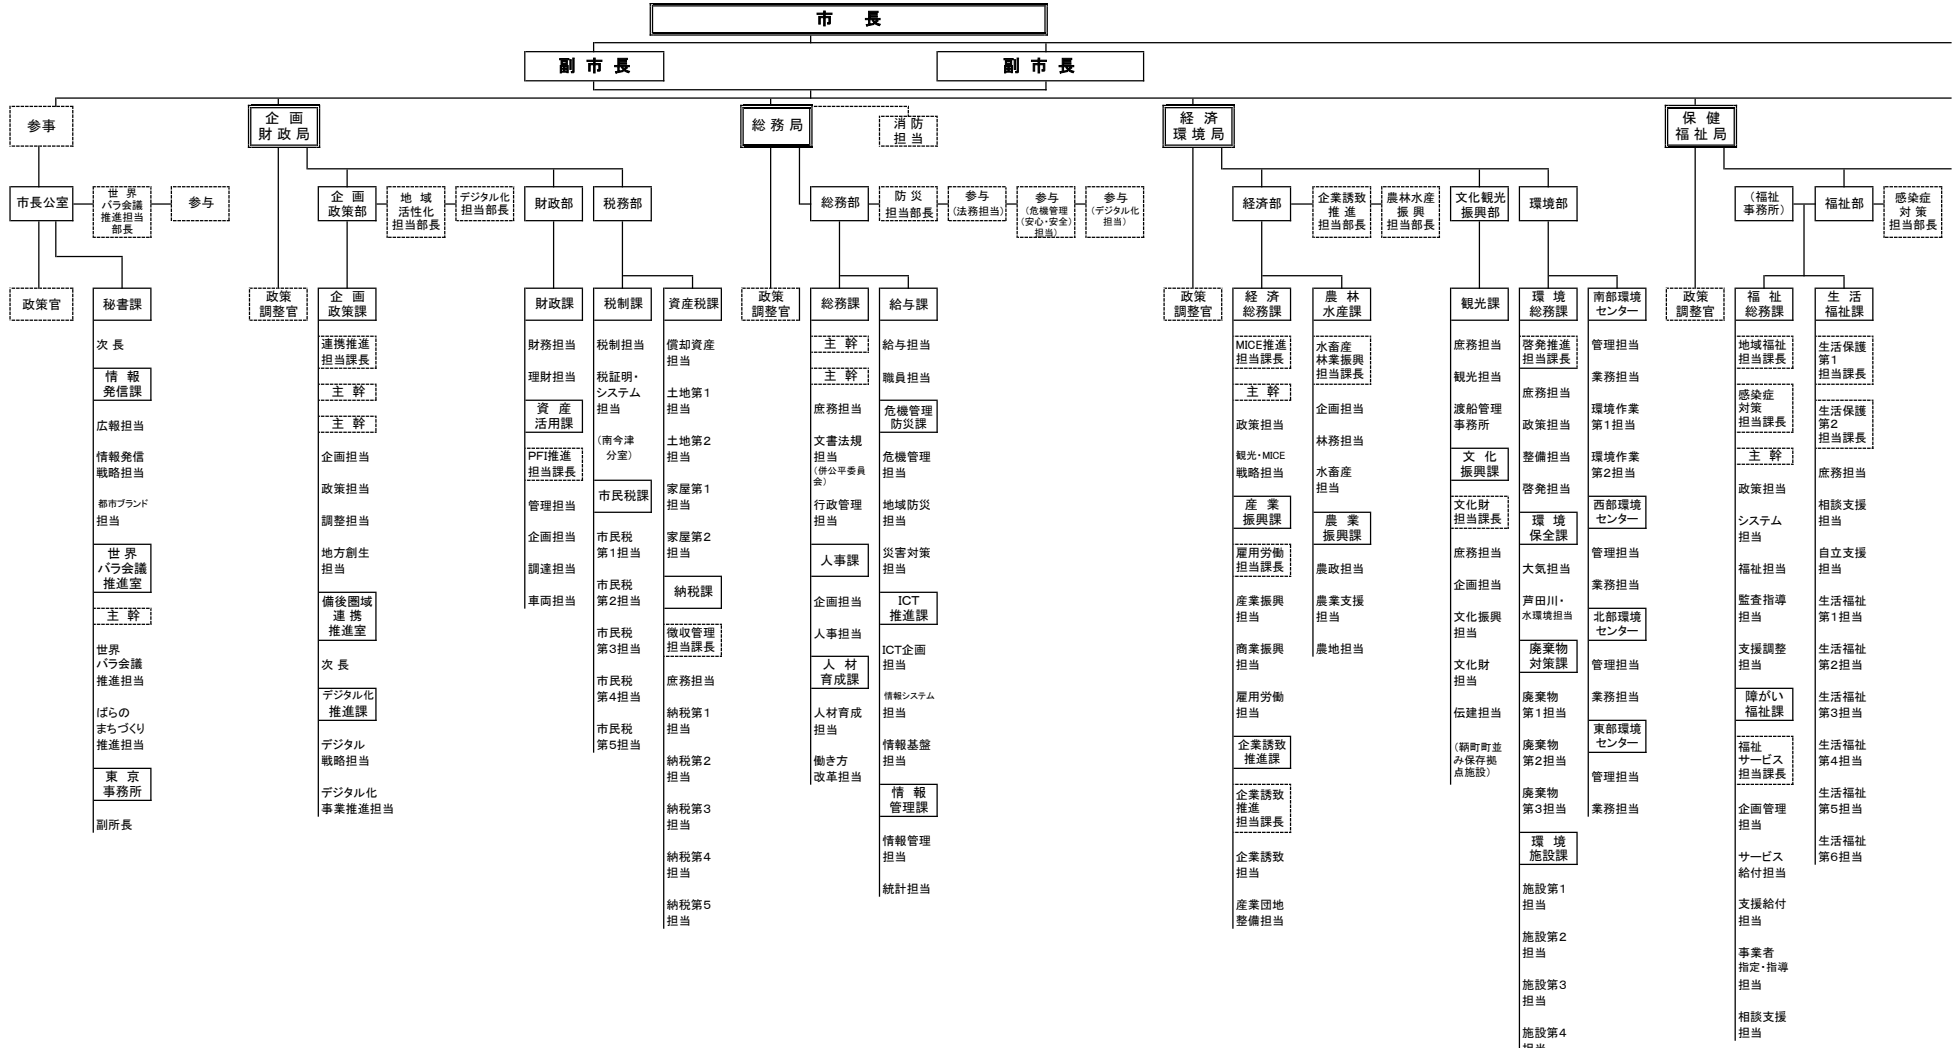 市　長
副 市 長
副 市 長
参事
企 画
財政局
総務局
消 防
担 当
経 済
環境局
保 健
福祉局
市長公室
世 界
バラ会議
推進担当
部長
参与
企 画
政策部
地 域
活性化
担当部長
デジタル化
担当部長
財政部
税務部
総務部
防 災
担当部長
参与
(法務担当)
参与
(危機管理
(安心・安全)
担当)
参与
(デジタル化
担当)
経済部
企業誘致
推 進
担当部長
農林水産
振 興
担当部長
文化観光
振興部
環境部
(福祉
事務所)
福祉部
感染症
対 策
担当部長
政策官
秘書課
次 長
情 報
発信課
広報担当
情報発信
戦略担当
都市ブランド
担当
世 界
バラ会議
推進室
主 幹
世界
バラ会議
推進担当
ばらの
まちづくり
推進担当
東 京
事務所
副所長
政策
調整官
企 画
政策課
連携推進
担当課長
主 幹
主 幹
企画担当
政策担当
調整担当
地方創生
担当
備後圏域
連 携
推進室
次 長
デジタル化
推進課
デジタル
戦略担当
デジタル化
事業推進担当
財政課
財務担当
理財担当
資 産
活用課
PFI推進
担当課長
管理担当
企画担当
調達担当
車両担当
税制課
税制担当
税証明・
システム
担当
(南今津
分室)
市民税課
市民税
第1担当
市民税
第2担当
市民税
第3担当
市民税
第4担当
市民税
第5担当
資産税課
償却資産
担当
土地第1
担当
土地第2
担当
家屋第1
担当
家屋第2
担当
納税課
徴収管理
担当課長
庶務担当
納税第1
担当
納税第2
担当
納税第3
担当
納税第4
担当
納税第5
担当
政策
調整官
総務課
主 幹
主 幹
庶務担当
文書法規
担当
(併公平委員
会)
行政管理
担当
人事課
企画担当
人事担当
人 材
育成課
人材育成
担当
働き方
改革担当
給与課
給与担当
職員担当
危機管理
防災課
危機管理
担当
地域防災
担当
災害対策
担当
ICT
推進課
ICT企画
担当
情報システム
担当
情報基盤
担当
情 報
管理課
情報管理
担当
統計担当
政策
調整官
経 済
総務課
MICE推進
担当課長
主 幹
政策担当
観光・MICE
戦略担当
産 業
振興課
雇用労働
担当課長
産業振興
担当
商業振興
担当
雇用労働
担当
企業誘致
推進課
企業誘致
推進
担当課長
企業誘致
担当
産業団地
整備担当
農 林
水産課
水畜産
林業振興
担当課長
企画担当
林務担当
水畜産
担当
農 業
振興課
農政担当
農業支援
担当
農地担当
観光課
庶務担当
観光担当
渡船管理
事務所
文 化
振興課
文化財
担当課長
庶務担当
企画担当
文化振興
担当
文化財
担当
伝建担当
(鞆町町並
み保存拠
点施設)
環 境
総務課
啓発推進
担当課長
庶務担当
政策担当
整備担当
啓発担当
環 境
保全課
大気担当
芦田川・
水環境担当
廃棄物
対策課
廃棄物
第1担当
廃棄物
第2担当
廃棄物
第3担当
環 境
施設課
施設第1
担当
施設第2
担当
施設第3
担当
施設第4
担当
南部環境
センター
管理担当
業務担当
環境作業
第1担当
環境作業
第2担当
西部環境
センター
管理担当
業務担当
北部環境
センター
管理担当
業務担当
東部環境
センター
管理担当
業務担当
政策
調整官
福 祉
総務課
地域福祉
担当課長
感染症
対策
担当課長
主 幹
政策担当
システム
担当
福祉担当
監査指導
担当
支援調整
担当
障がい
福祉課
福祉
サービス
担当課長
企画管理
担当
サービス
給付担当
支援給付
担当
事業者
指定・指導
担当
相談支援
担当
生 活
福祉課
生活保護
第1
担当課長
生活保護
第2
担当課長
庶務担当
相談支援
担当
自立支援
担当
生活福祉
第1担当
生活福祉
第2担当
生活福祉
第3担当
生活福祉
第4担当
生活福祉
第5担当
生活福祉
第6担当